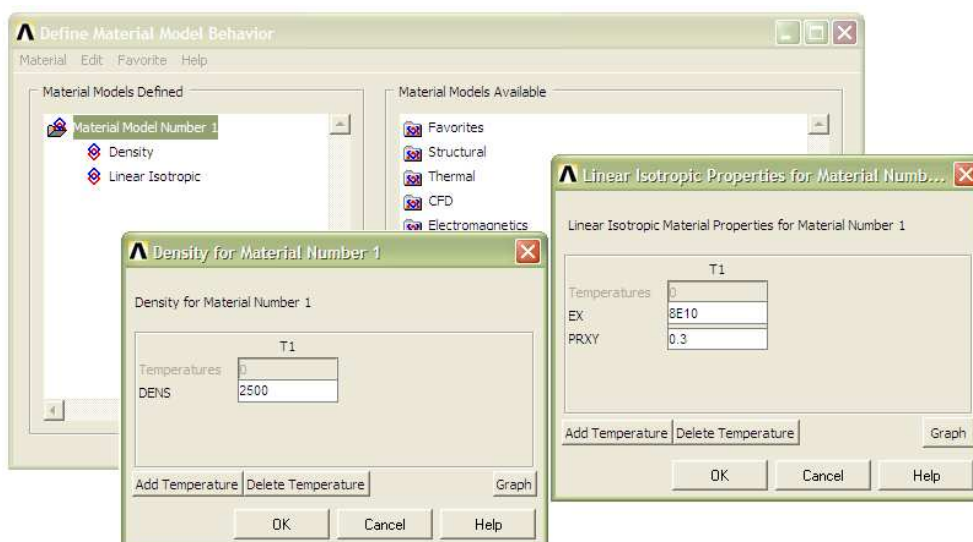 Define Material Model Behavior
Material Edit Favorite Help
Material Models Defined
Material Model Number 1
Density
Linear Isotropic
Material Models Available
Favorites
Structural
Thermal
CFD
Electromagnetics
Density for Material Number 1
Density for Material Number 1
T1
Temperatures 0
DENS 2500
Add Temperature Delete Temperature Graph
OK Cancel Help
Linear Isotropic Properties for Material Numb...
Linear Isotropic Material Properties for Material Number 1
T1
Temperatures 0
EX 8E10
PRXY 0.3
Add Temperature Delete Temperature Graph
OK Cancel Help